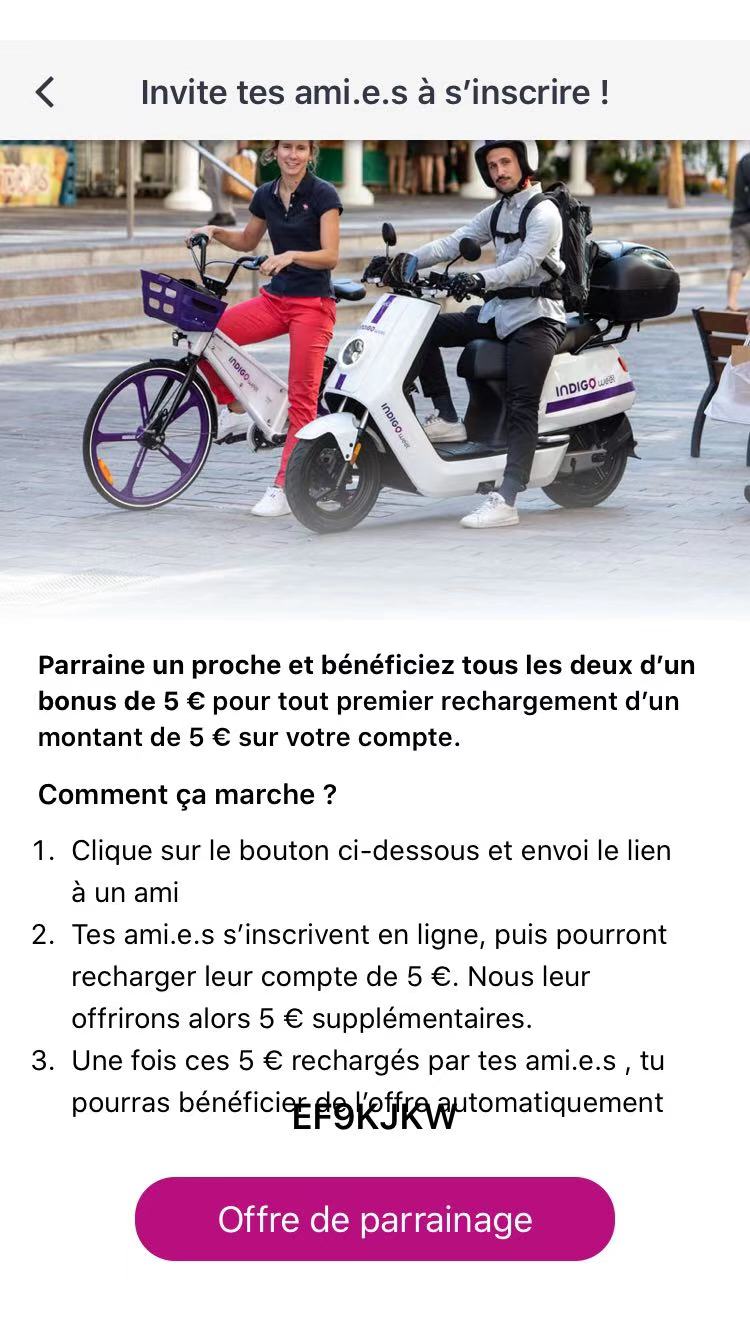 Invite tes ami.e.s à s’inscrire !
INDIGO weel
INDIGO weel
INDIGO weel
INDIGO weel
Parraine un proche et bénéficiez tous les deux d’un
bonus de 5 € pour tout premier rechargement d’un
montant de 5 € sur votre compte.
Comment ça marche ?
1. Clique sur le bouton ci-dessous et envoi le lien
à un ami
2. Tes ami.e.s s’inscrivent en ligne, puis pourront
recharger leur compte de 5 €. Nous leur
offrirons alors 5 € supplémentaires.
3. Une fois ces 5 € rechargés par tes ami.e.s , tu
pourras bénéficier de l’offre automatiquement
EF9KJKW
Offre de parrainage